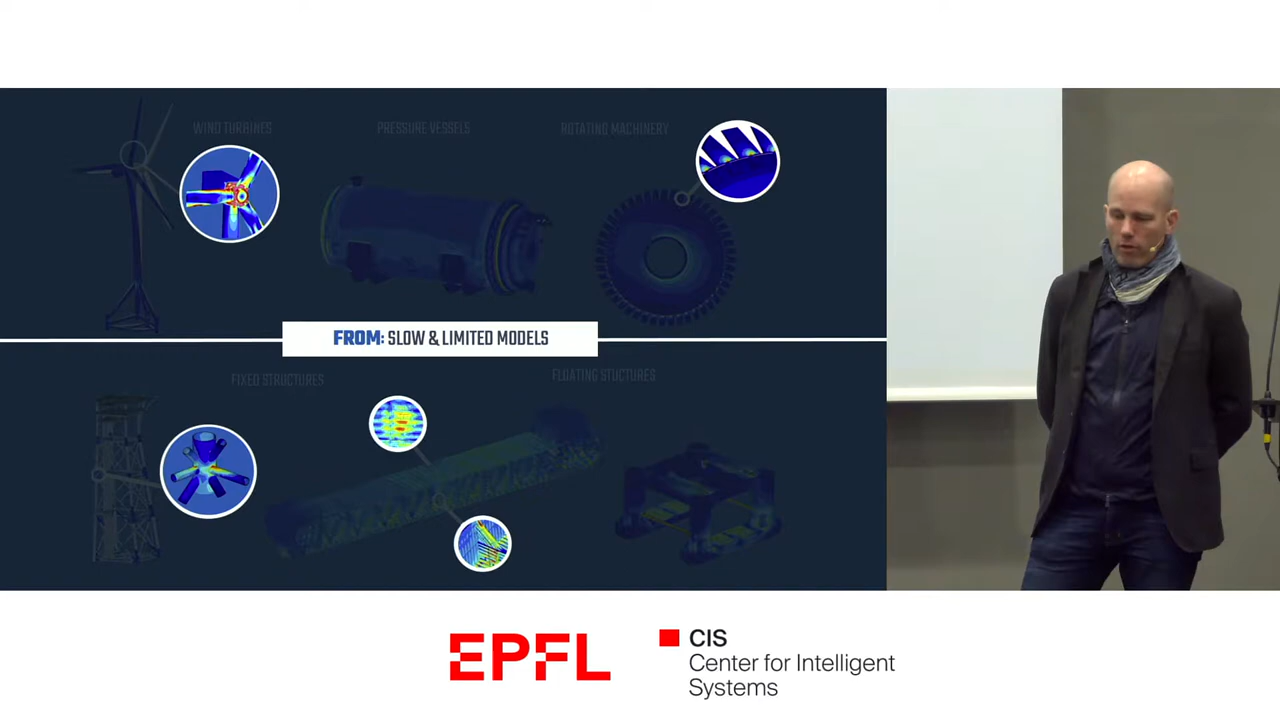 WIND TURBINES
PRESSURE VESSELS
ROTATING MACHINERY
FROM: SLOW & LIMITED MODELS
FIXED STRUCTURES
FLOATING STUCTURES
EPFL
CIS
Center for Intelligent
Systems